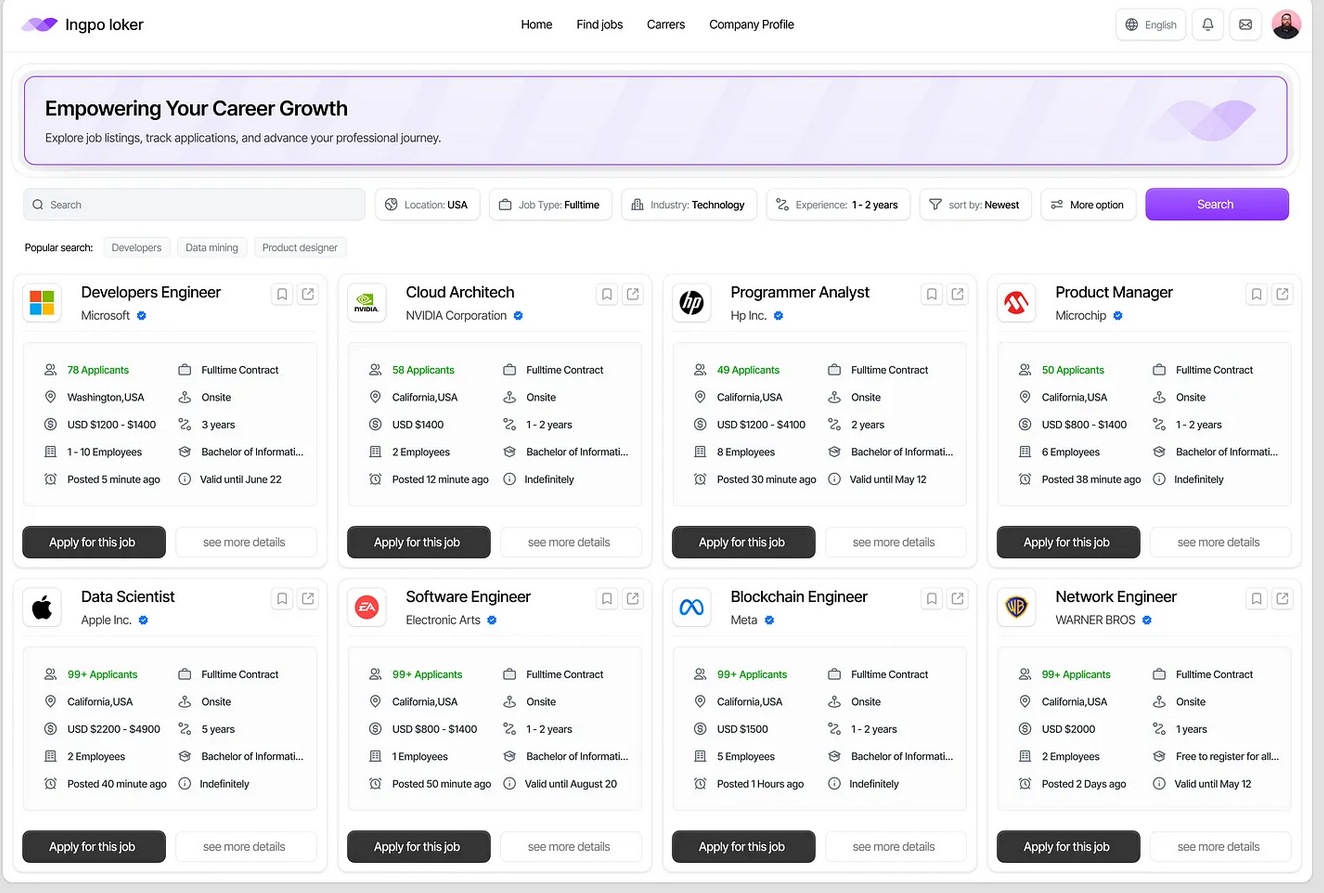 Ingpo loker
Home Find jobs Carrers Company Profile
English
Empowering Your Career Growth
Explore job listings, track applications, and advance your professional journey.
Search
Location: USA
Job Type: Fulltime
Industry: Technology
Experience: 1 - 2 years
sort by: Newest
More option
Search
Popular search: Developers Data mining Product designer
Developers Engineer
Microsoft
78 Applicants Fulltime Contract
Washington,USA Onsite
USD $1200 - $1400 3 years
1 - 10 Employees Bachelor of Informati...
Posted 5 minute ago Valid until June 22
Apply for this job see more details
NVIDIA.
Cloud Architech
NVIDIA Corporation
58 Applicants Fulltime Contract
California,USA Onsite
USD $1400 1 - 2 years
2 Employees Bachelor of Informati...
Posted 12 minute ago Indefinitely
Apply for this job see more details
hp
Programmer Analyst
Hp Inc.
49 Applicants Fulltime Contract
California,USA Onsite
USD $1200 - $4100 2 years
8 Employees Bachelor of Informati...
Posted 30 minute ago Valid until May 12
Apply for this job see more details
Product Manager
Microchip
50 Applicants Fulltime Contract
California,USA Onsite
USD $800 - $1400 1 - 2 years
6 Employees Bachelor of Informati...
Posted 38 minute ago Indefinitely
Apply for this job see more details
Data Scientist
Apple Inc.
99+ Applicants Fulltime Contract
California,USA Onsite
USD $2200 - $4900 5 years
2 Employees Bachelor of Informati...
Posted 40 minute ago Indefinitely
Apply for this job see more details
EA
Software Engineer
Electronic Arts
99+ Applicants Fulltime Contract
California,USA Onsite
USD $800 - $1400 1 - 2 years
1 Employees Bachelor of Informati...
Posted 50 minute ago Valid until August 20
Apply for this job see more details
Blockchain Engineer
Meta
99+ Applicants Fulltime Contract
California,USA Onsite
USD $1500 1 - 2 years
5 Employees Bachelor of Informati...
Posted 1 Hours ago Indefinitely
Apply for this job see more details
WB
Network Engineer
WARNER BROS
99+ Applicants Fulltime Contract
California,USA Onsite
USD $2000 1 years
2 Employees Free to register for all...
Posted 2 Days ago Valid until May 12
Apply for this job see more details